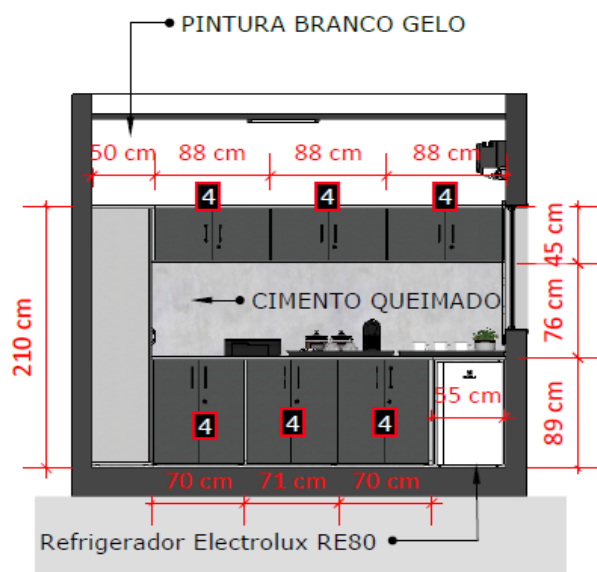 PINTURA BRANCO GELO
50 cm 88 cm 88 cm 88 cm
4 4 4
45 cm
CIMENTO QUEIMADO
76 cm
210 cm
55 cm
4 4 4
89 cm
70 cm 71 cm 70 cm
Refrigerador Electrolux RE80